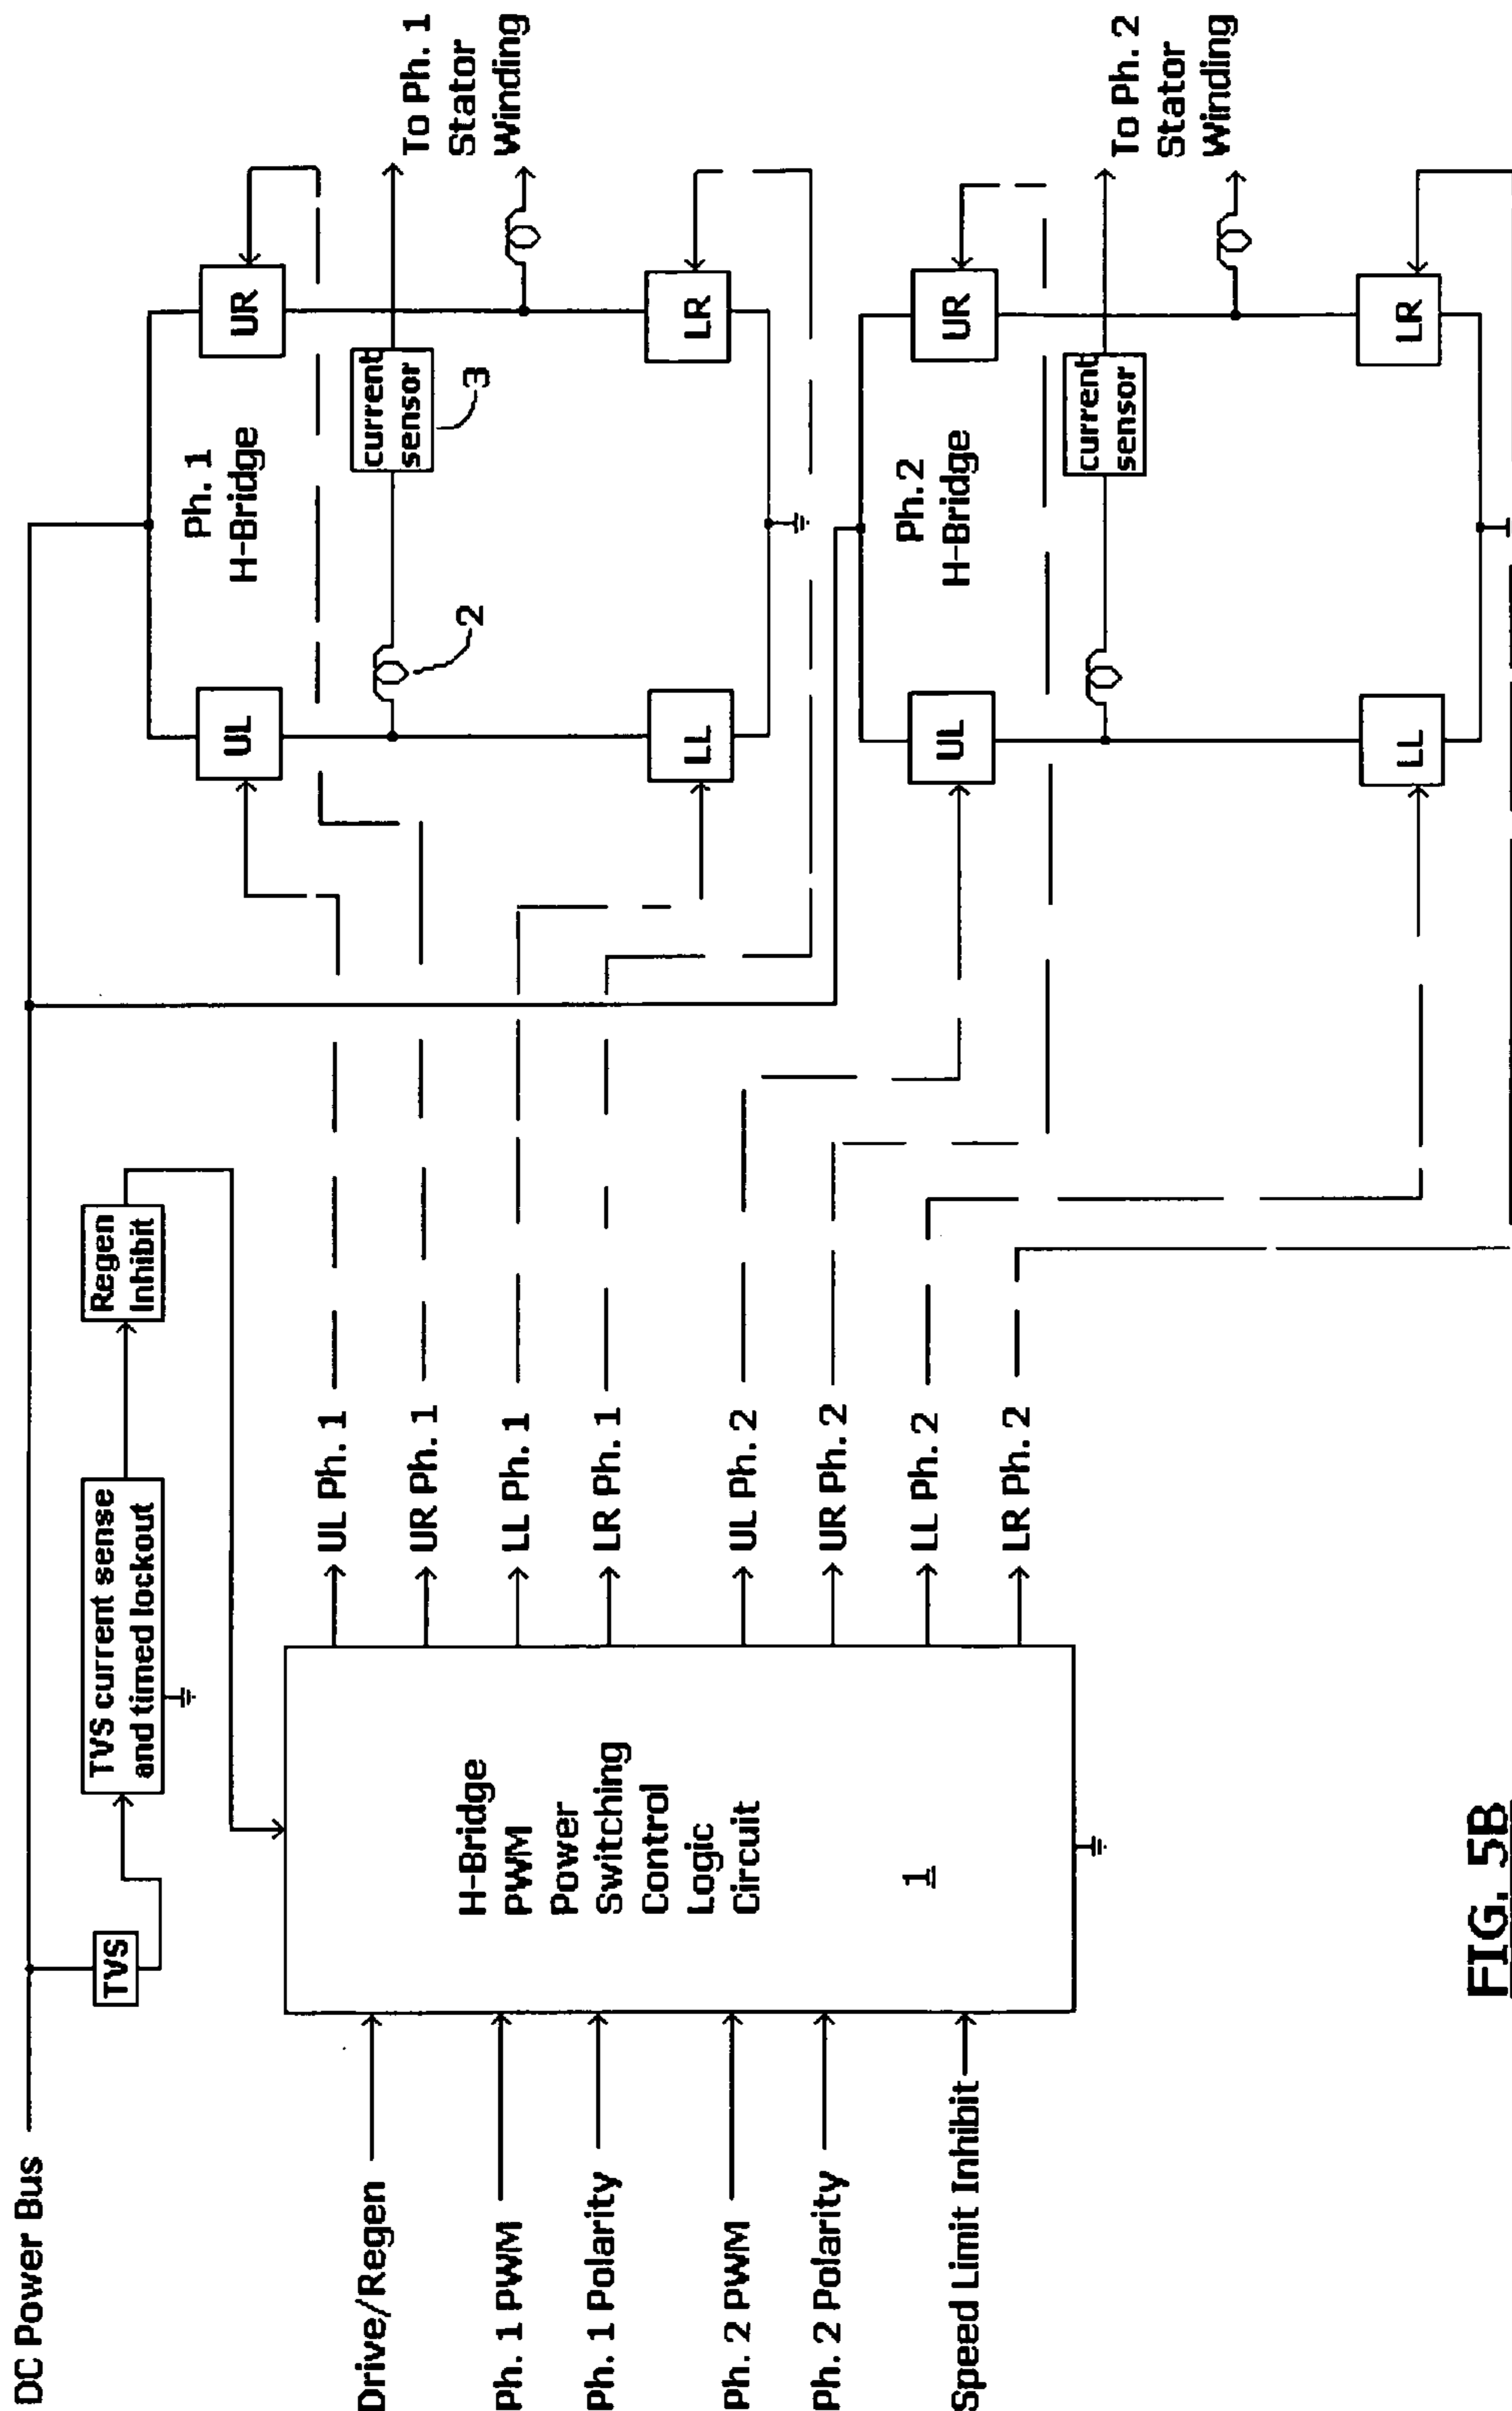 DC Power Bus
TVS
TVS current sense
and timed lockout
Regen
Inhibit
Drive/Regen
Ph. 1 PWM
Ph. 1 Polarity
Ph. 2 PWM
Ph. 2 Polarity
Speed Limit Inhibit
H-Bridge
PWM
Power
Switching
Control
Logic
Circuit
1
UL Ph. 1
UR Ph. 1
LL Ph. 1
LR Ph. 1
UL Ph. 2
UR Ph. 2
LL Ph. 2
LR Ph. 2
Ph. 1
H-Bridge
UL
UR
2
current
sensor
3
LL
LR
To Ph. 1
Stator
Winding
Ph. 2
H-Bridge
UL
UR
current
sensor
LL
LR
To Ph. 2
Stator
Winding
FIG. 5B